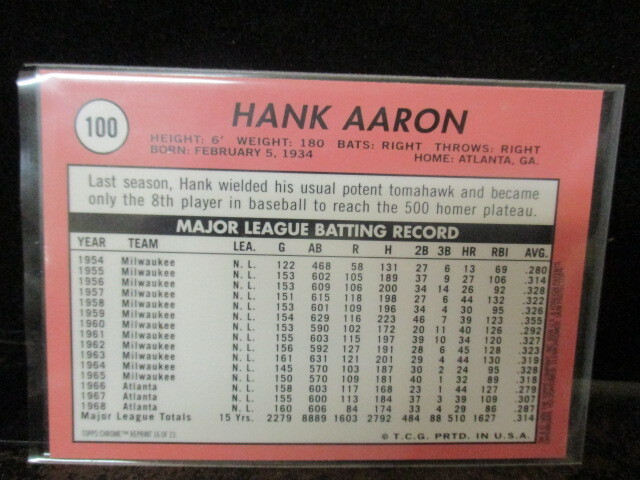 100
HANK AARON
HEIGHT: 6' WEIGHT: 180 BATS: RIGHT THROWS: RIGHT
BORN: FEBRUARY 5, 1934 HOME: ATLANTA, GA.
Last season, Hank wielded his usual potent tomahawk and became
only the 8th player in baseball to reach the 500 homer plateau.
MAJOR LEAGUE BATTING RECORD
YEAR TEAM LEA. G AB R H 2B 3B HR RBI AVG.
1954 Milwaukee N. L. 122 468 58 131 27 6 13 69 .280
1955 Milwaukee N. L. 153 602 105 189 37 9 27 106 .314
1956 Milwaukee N. L. 153 609 106 200 34 14 26 92 .328
1957 Milwaukee N. L. 151 615 118 198 27 6 44 132 .322
1958 Milwaukee N. L. 153 601 109 196 34 4 30 95 .326
1959 Milwaukee N. L. 154 629 116 223 46 7 39 123 .355
1960 Milwaukee N. L. 153 590 102 172 20 11 40 126 .292
1961 Milwaukee N. L. 155 603 115 197 39 10 34 120 .327
1962 Milwaukee N. L. 156 592 127 191 28 6 45 128 .323
1963 Milwaukee N. L. 161 631 121 201 29 4 44 130 .319
1964 Milwaukee N. L. 145 570 103 187 30 2 24 95 .328
1965 Milwaukee N. L. 150 570 109 181 40 1 32 89 .318
1966 Atlanta N. L. 158 603 117 168 23 1 44 127 .279
1967 Atlanta N. L. 155 600 113 184 37 3 39 109 .307
1968 Atlanta N. L. 160 606 84 174 33 4 29 86 .287
Major League Totals 15 Yrs. 2279 8889 1603 2792 484 88 510 1627 .314
TOPPS CHROME™ REPRINT 16 OF 23 © T.C.G. PRTD. IN U.S.A.